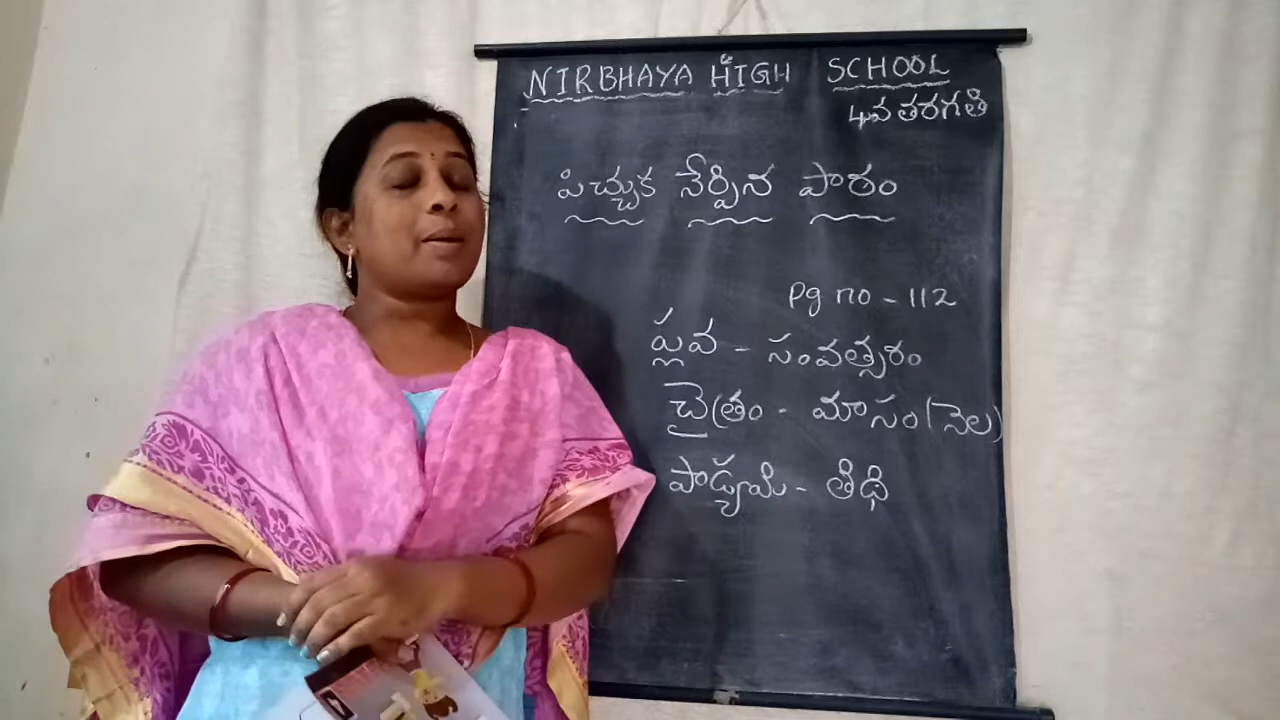 NIRBHAYA HIGH SCHOOL
4వ తరగతి
పిచ్చుక నేర్పిన పాఠం
Pg no - 112
ప్లవ - సంవత్సరం
చైత్రం - మాసం (నెల)
పాడ్యమి - తిథి